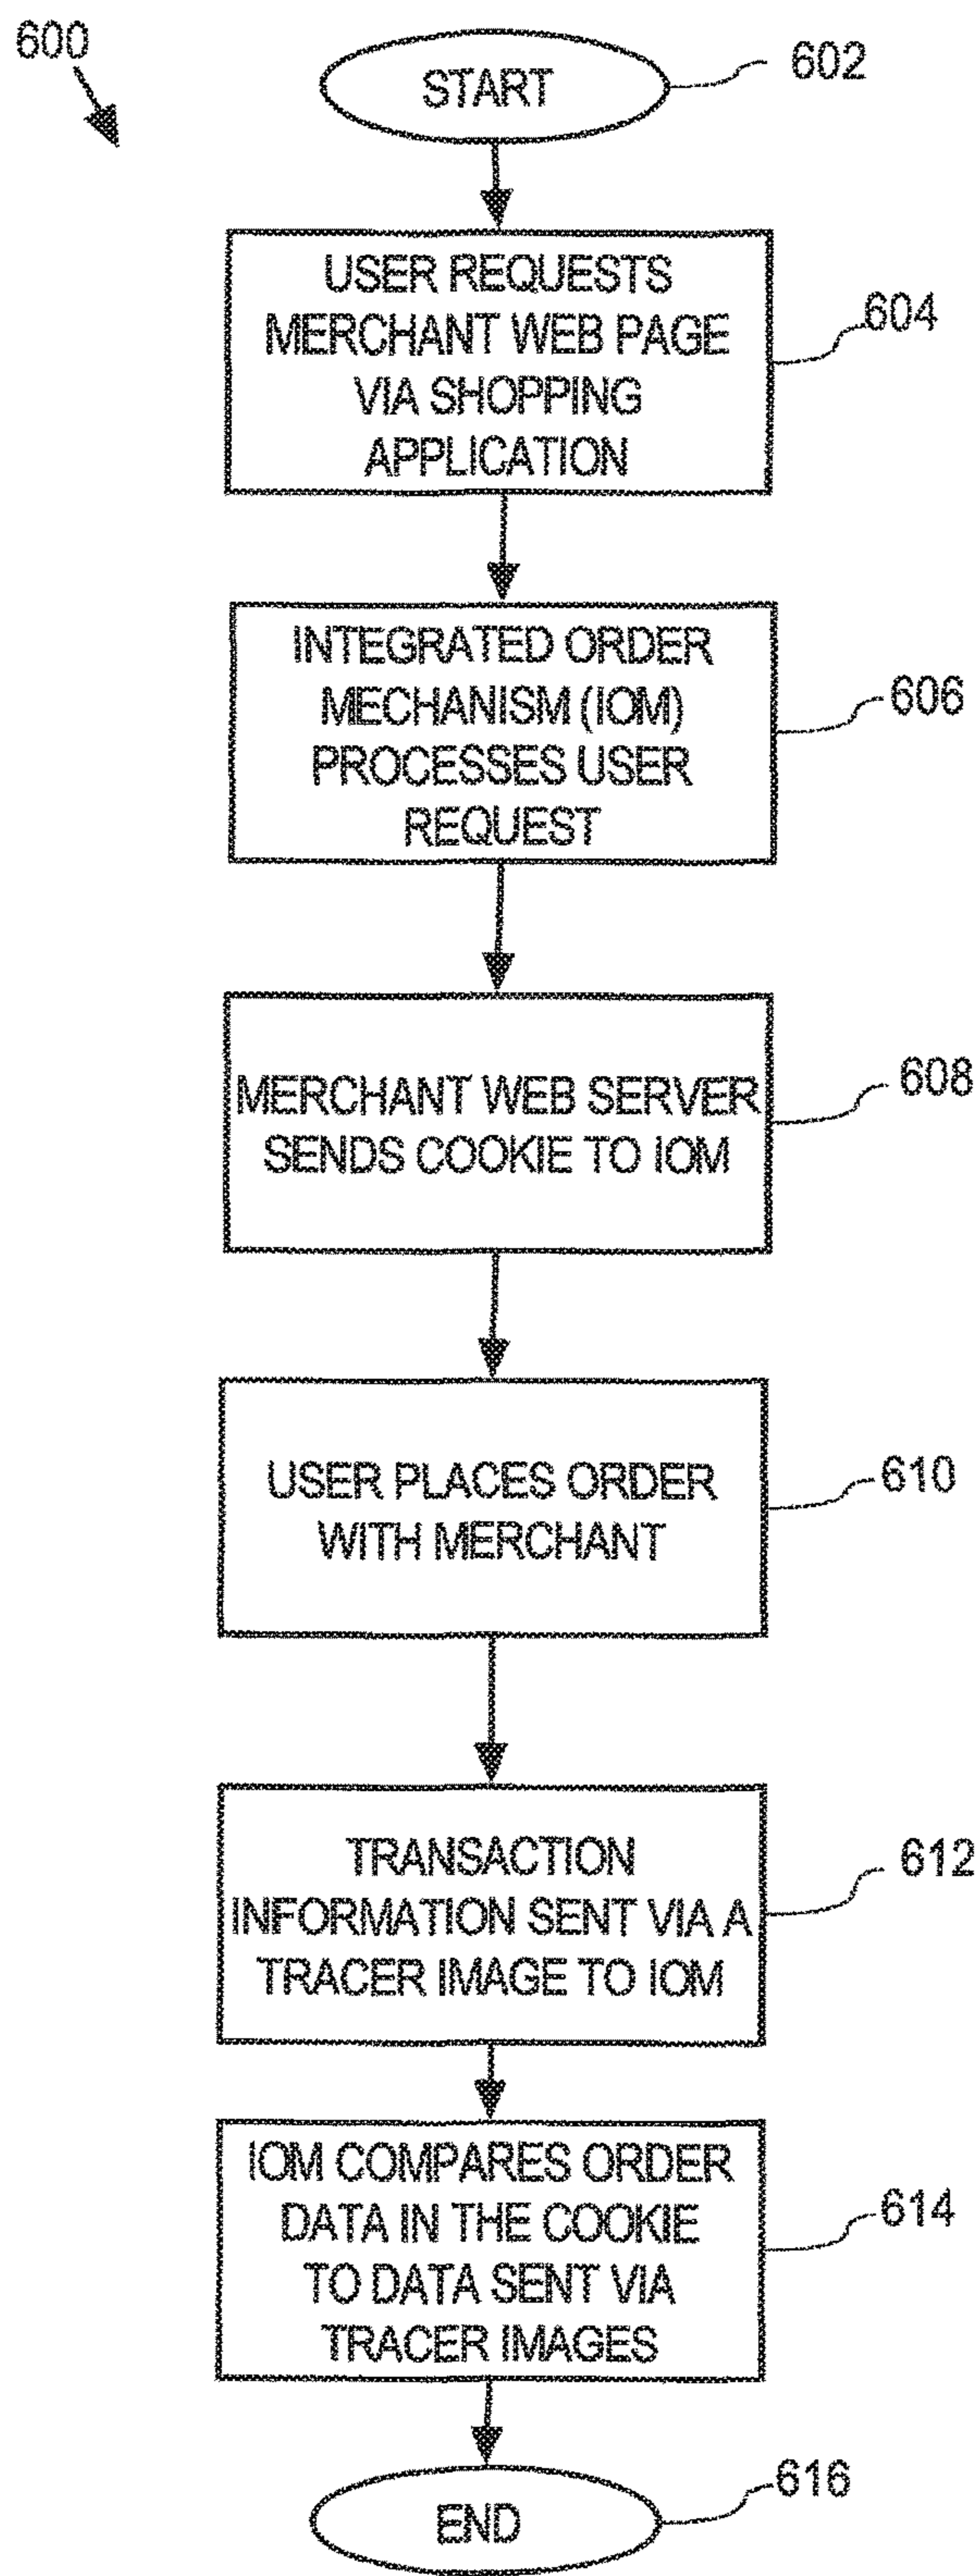 600
START
602
USER REQUESTS
MERCHANT WEB PAGE
VIA SHOPPING
APPLICATION
604
INTEGRATED ORDER
MECHANISM (IOM)
PROCESSES USER
REQUEST
606
MERCHANT WEB SERVER
SENDS COOKIE TO IOM
608
USER PLACES ORDER
WITH MERCHANT
610
TRANSACTION
INFORMATION SENT VIA A
TRACER IMAGE TO IOM
612
IOM COMPARES ORDER
DATA IN THE COOKIE
TO DATA SENT VIA
TRACER IMAGES
614
END
616